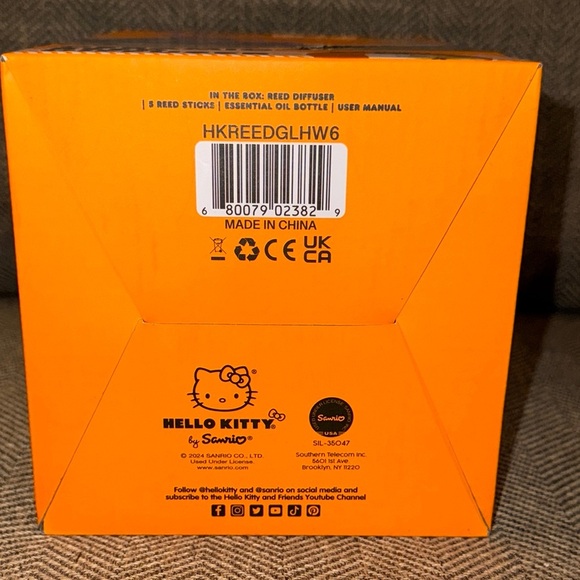 IN THE BOX: REED DIFFUSER
| 5 REED STICKS | ESSENTIAL OIL BOTTLE | USER MANUAL
HKREEDGLHW6
6 80079 02382 9
MADE IN CHINA
CE UK CA
HELLO KITTY®
by Sanrio®
© 2024 SANRIO CO., LTD.
Used Under License.
www.sanrio.com
Sanrio
USA
SIL-35047
Southern Telecom Inc.
5601 1st Ave.
Brooklyn, NY 11220
Follow @hellokitty and @sanrio on social media and
subscribe to the Hello Kitty and Friends Youtube Channel